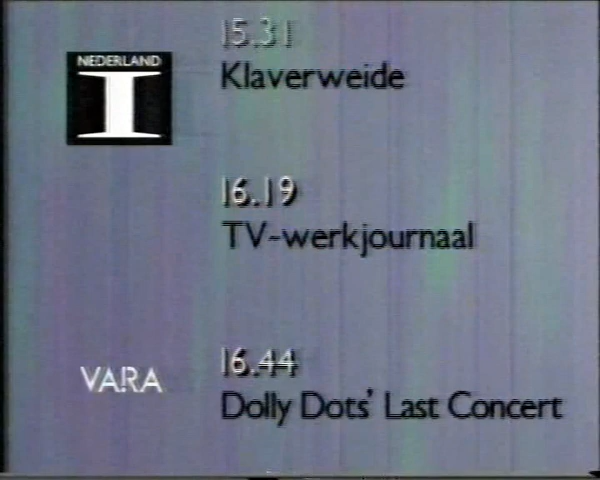 15.31
NEDERLAND
I
Klaverweide
16.19
TV-werkjournaal
VARA
16.44
Dolly Dots' Last Concert